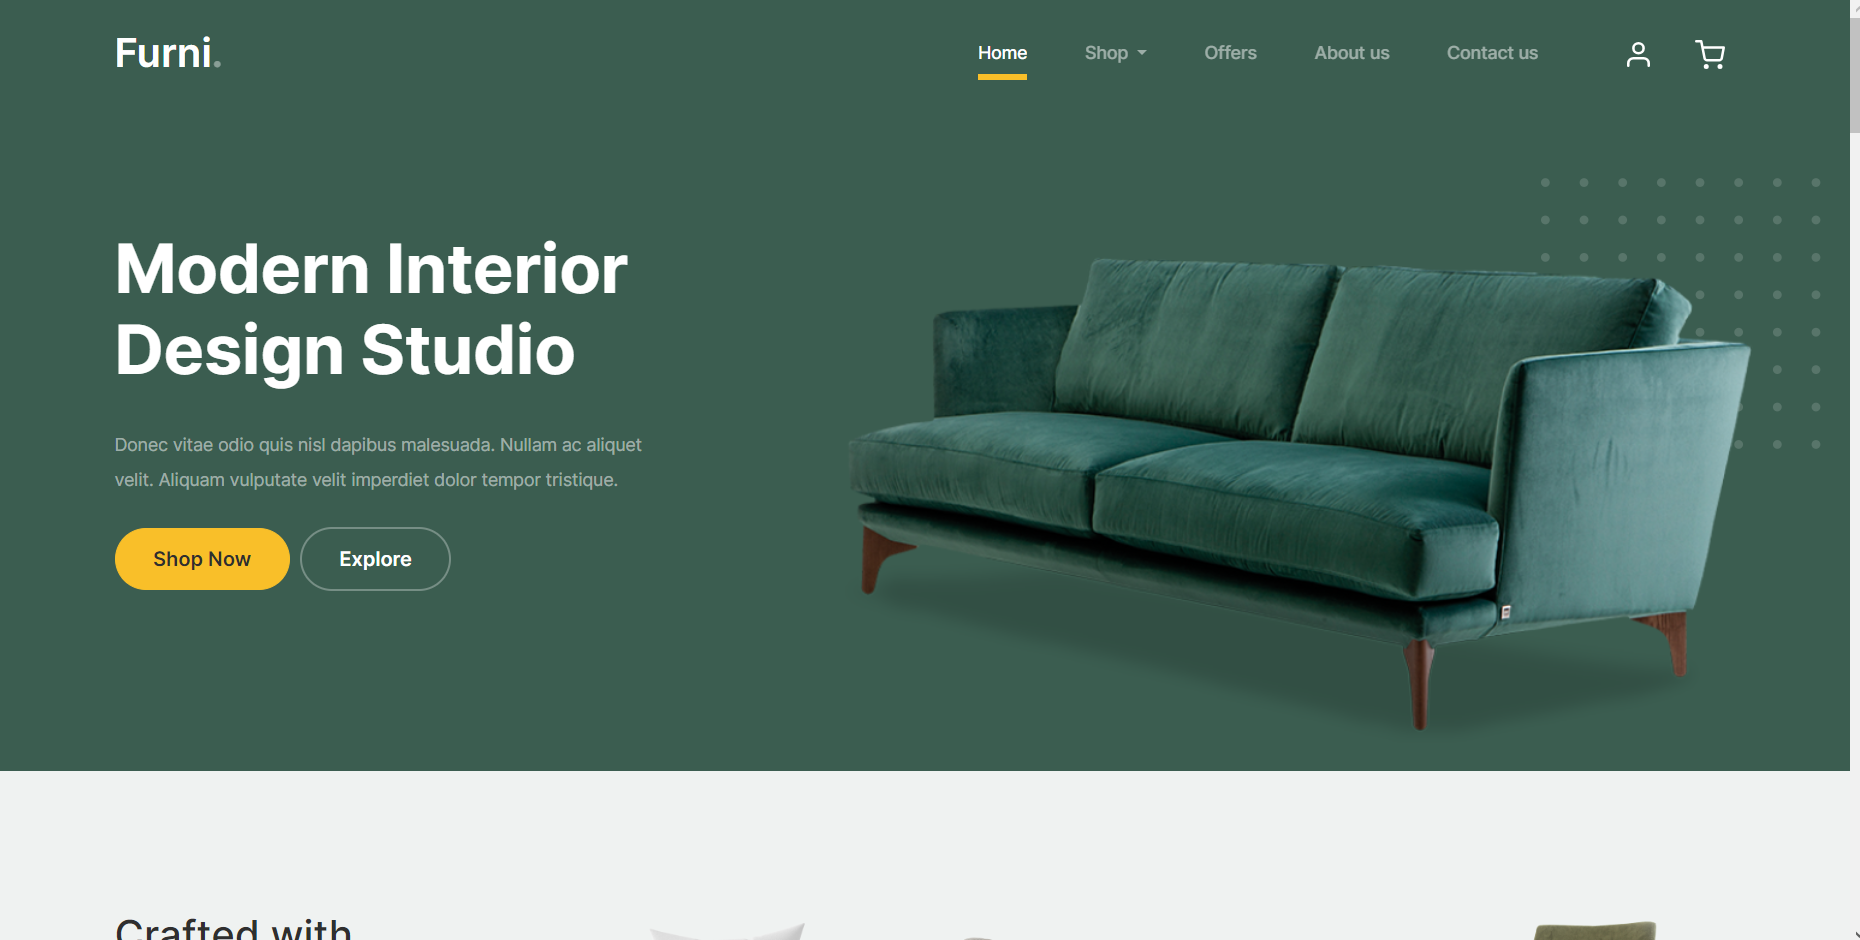 Furni.
Home
Shop
Offers
About us
Contact us
Modern Interior
Design Studio
Donec vitae odio quis nisl dapibus malesuada. Nullam ac aliquet
velit. Aliquam vulputate velit imperdiet dolor tempor tristique.
Shop Now
Explore
Crafted with